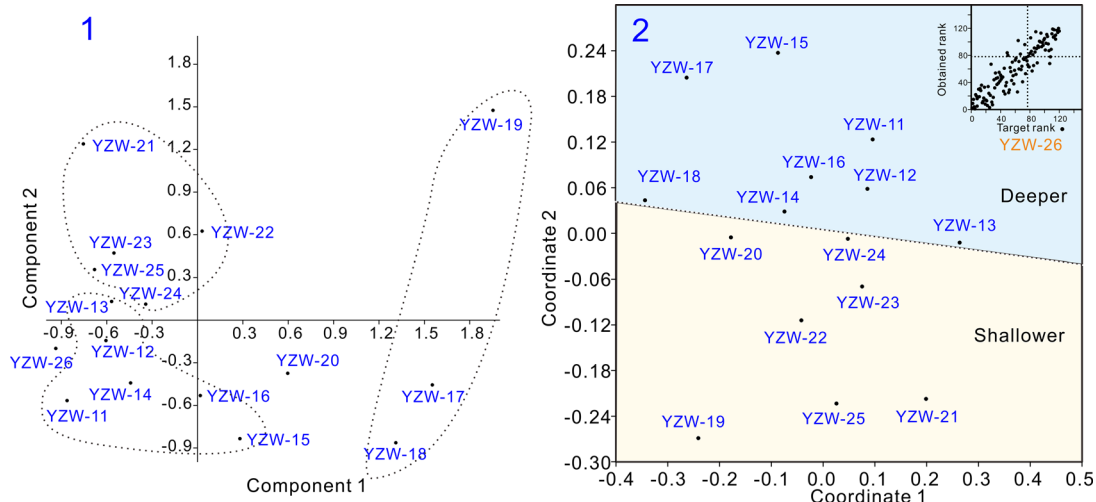 1
1.8
1.5
YZW-19
YZW-21
1.2
0.9
Component 2
0.6
YZW-22
YZW-23
YZW-25
0.3
YZW-24
YZW-13
-0.9 -0.6 -0.3 0.3 0.6 0.9 1.2 1.5 1.8
YZW-12
YZW-26
-0.3
YZW-20
YZW-14
YZW-16
YZW-17
-0.6
YZW-11
YZW-15
-0.9
YZW-18
Component 1
2
0.24
YZW-15
YZW-17
0.18
YZW-11
0.12
YZW-16
YZW-12
YZW-18
0.06
YZW-14
Deeper
YZW-13
0.00
YZW-20
YZW-24
-0.06
YZW-23
-0.12
YZW-22
Shallower
-0.18
-0.24
YZW-19
YZW-25
YZW-21
-0.30
-0.4 -0.3 -0.2 -0.1 0.0 0.1 0.2 0.3 0.4 0.5
Coordinate 1
Coordinate 2
Obtained rank
120
80
40
0
0 40 80 120
Target rank
YZW-26